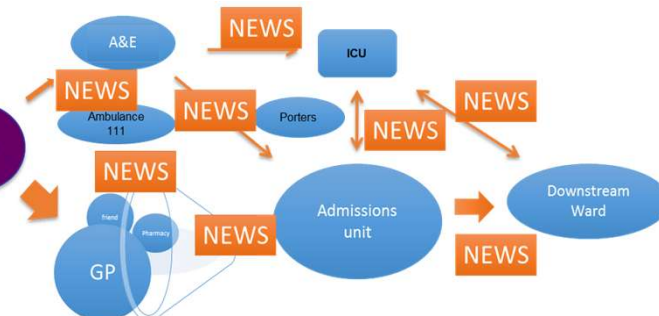 NEWS
A&E
ICU
NEWS
NEWS
NEWS
Ambulance
111
Porters
NEWS
NEWS
friend
Pharmacy
GP
NEWS
Admissions
unit
Downstream
Ward
NEWS